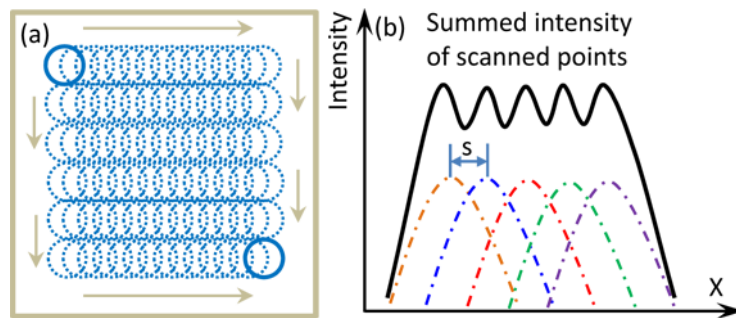 (a)
(b)
Summed intensity
of scanned points
Intensity
s
X